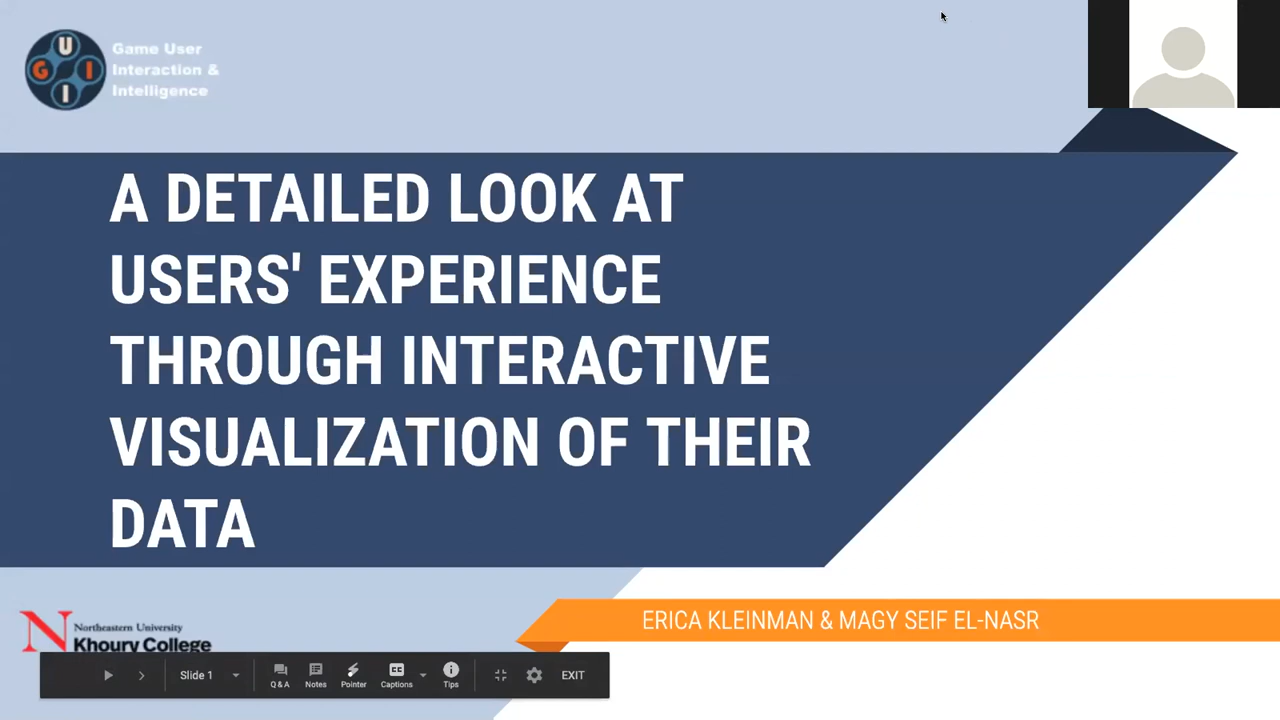 U
G I
I
Game User
Interaction &
Intelligence
A DETAILED LOOK AT
USERS' EXPERIENCE
THROUGH INTERACTIVE
VISUALIZATION OF THEIR
DATA
ERICA KLEINMAN & MAGY SEIF EL-NASR
N
Northeastern University
Khoury College
Slide 1
Q & A
Notes
Pointer
Captions
Tips
EXIT